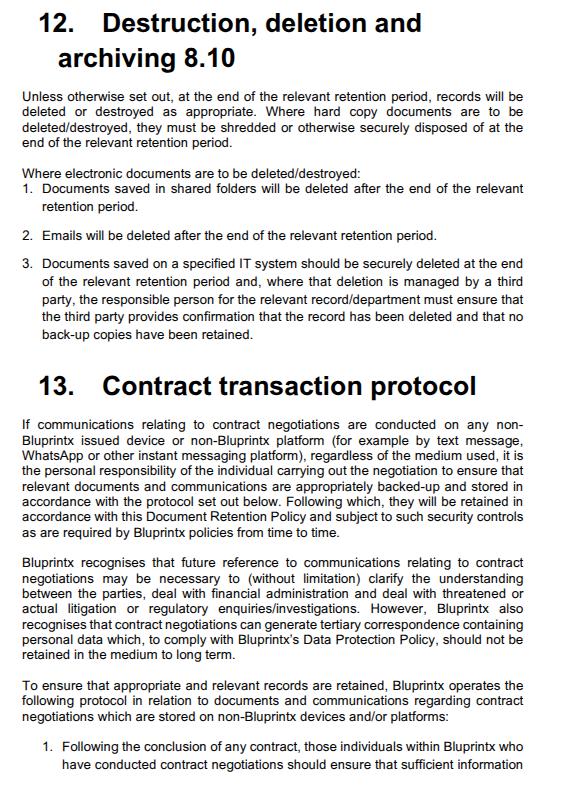 12. Destruction, deletion and
archiving 8.10
Unless otherwise set out, at the end of the relevant retention period, records will be
deleted or destroyed as appropriate. Where hard copy documents are to be
deleted/destroyed, they must be shredded or otherwise securely disposed of at the
end of the relevant retention period.
Where electronic documents are to be deleted/destroyed:
1. Documents saved in shared folders will be deleted after the end of the relevant
retention period.
2. Emails will be deleted after the end of the relevant retention period.
3. Documents saved on a specified IT system should be securely deleted at the end
of the relevant retention period and, where that deletion is managed by a third
party, the responsible person for the relevant record/department must ensure that
the third party provides confirmation that the record has been deleted and that no
back-up copies have been retained.
13. Contract transaction protocol
If communications relating to contract negotiations are conducted on any non-
Bluprintx issued device or non-Bluprintx platform (for example by text message,
WhatsApp or other instant messaging platform), regardless of the medium used, it is
the personal responsibility of the individual carrying out the negotiation to ensure that
relevant documents and communications are appropriately backed-up and stored in
accordance with the protocol set out below. Following which, they will be retained in
accordance with this Document Retention Policy and subject to such security controls
as are required by Bluprintx policies from time to time.
Bluprintx recognises that future reference to communications relating to contract
negotiations may be necessary to (without limitation) clarify the understanding
between the parties, deal with financial administration and deal with threatened or
actual litigation or regulatory enquiries/investigations. However, Bluprintx also
recognises that contract negotiations can generate tertiary correspondence containing
personal data which, to comply with Bluprintx's Data Protection Policy, should not be
retained in the medium to long term.
To ensure that appropriate and relevant records are retained, Bluprintx operates the
following protocol in relation to documents and communications regarding contract
negotiations which are stored on non-Bluprintx devices and/or platforms:
1. Following the conclusion of any contract, those individuals within Bluprintx who
have conducted contract negotiations should ensure that sufficient information